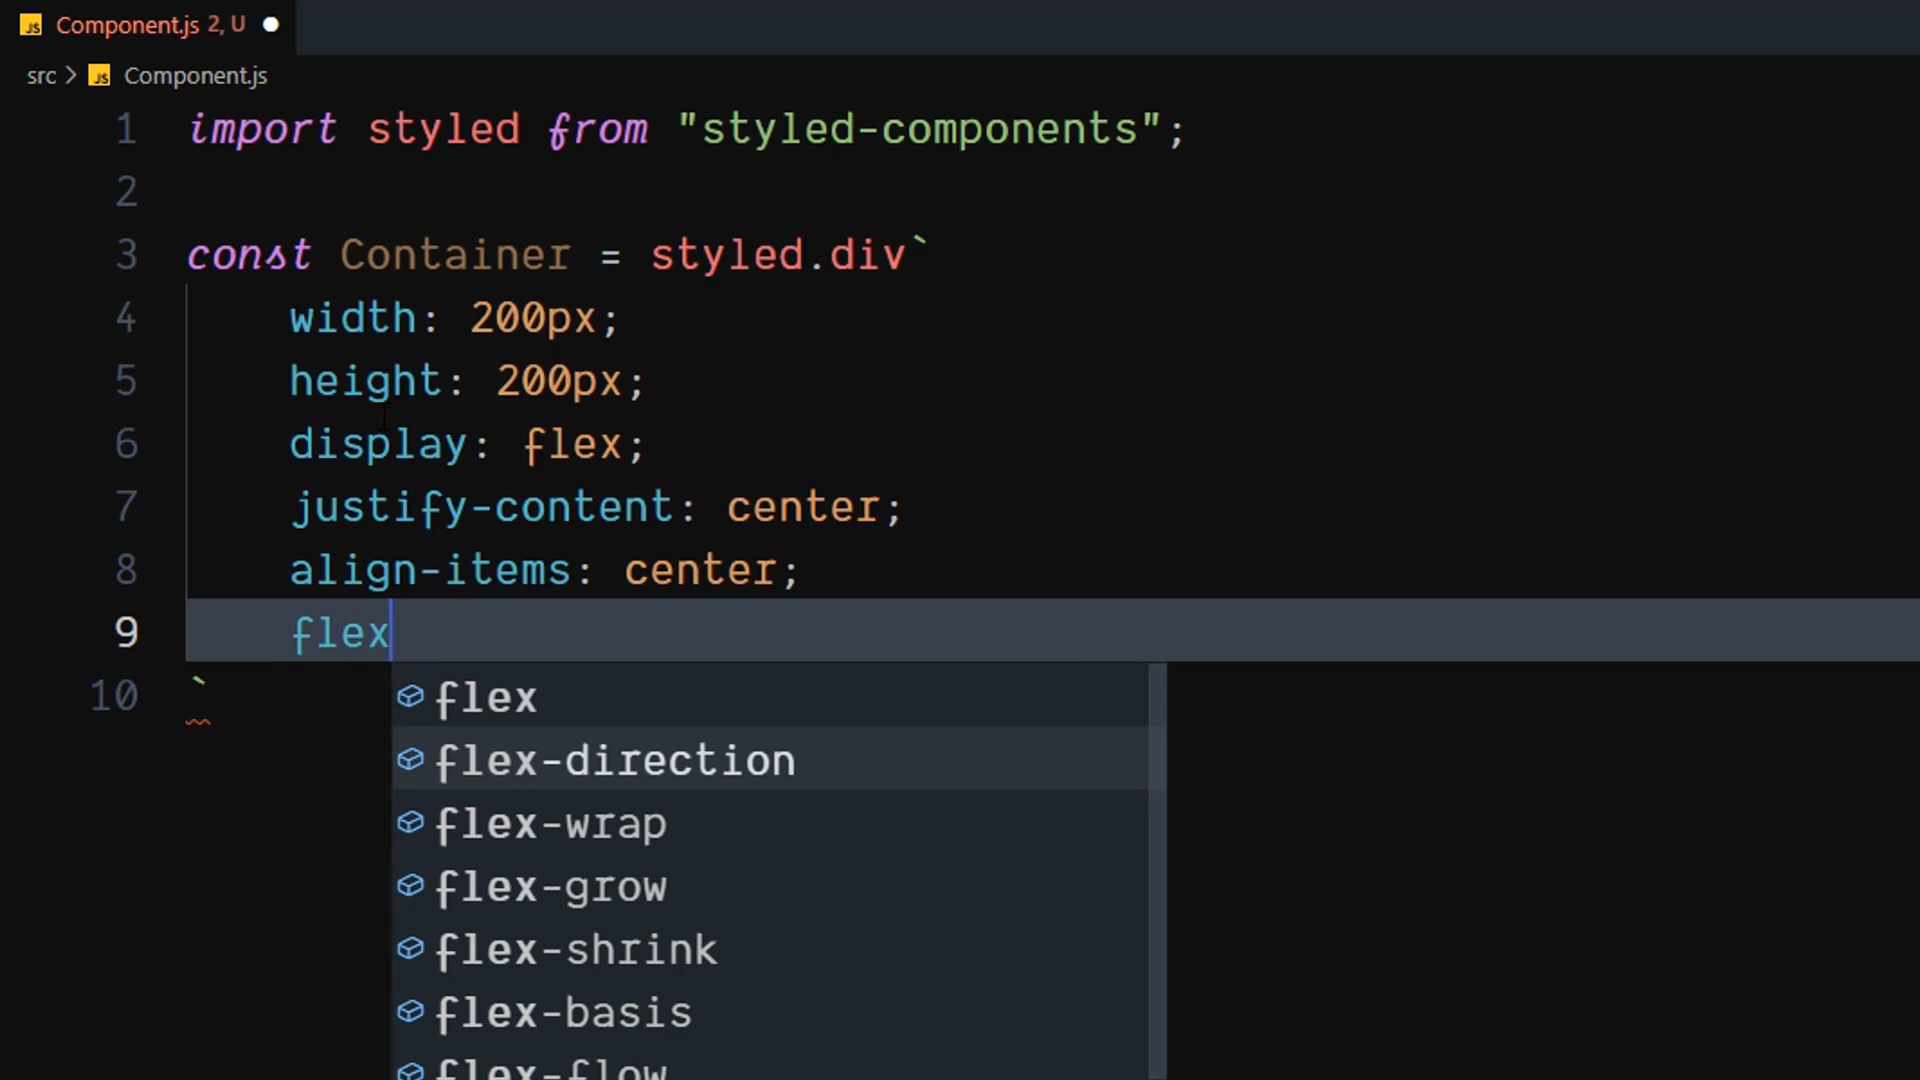 JS Component.js 2, U
src > JS Component.js
1 import styled from "styled-components";
2
3 const Container = styled.div`
4 width: 200px;
5 height: 200px;
6 display: flex;
7 justify-content: center;
8 align-items: center;
9 flex
10 `
flex
flex-direction
flex-wrap
flex-grow
flex-shrink
flex-basis
flex-flow